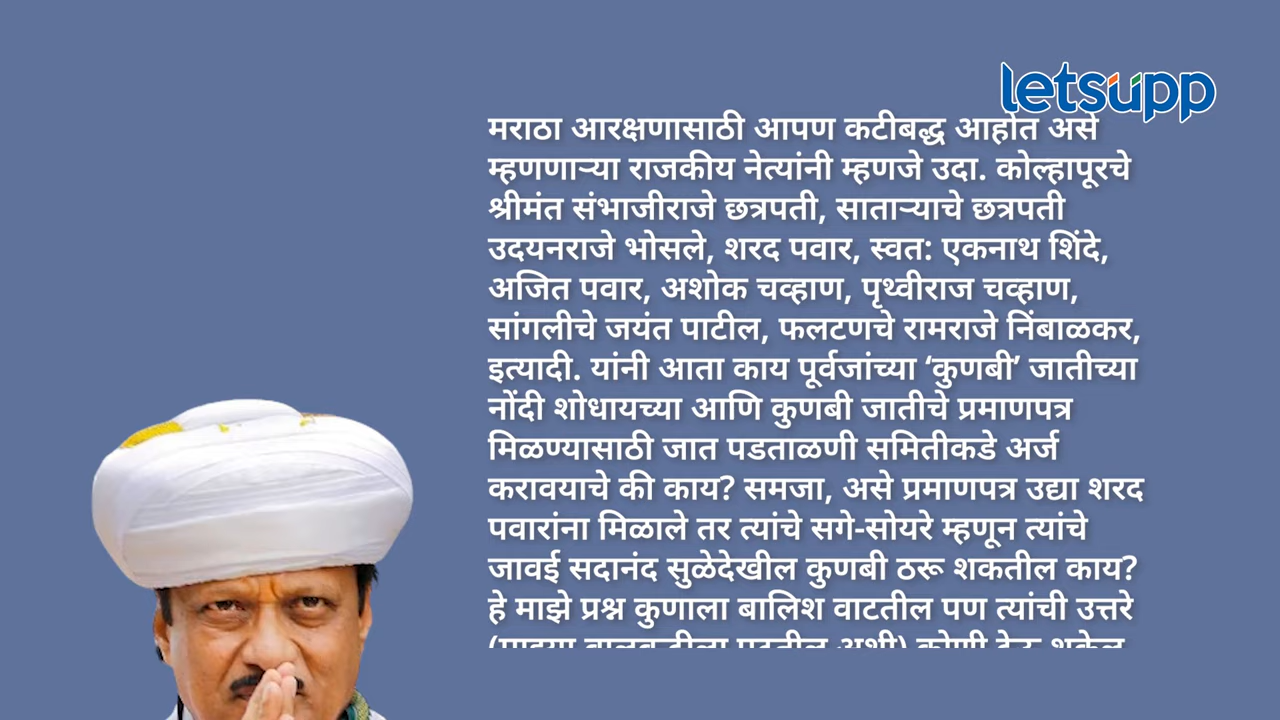 letsupp
मराठा आरक्षणासाठी आपण कटीबद्ध आहोत असे
म्हणणाऱ्या राजकीय नेत्यांनी म्हणजे उदा. कोल्हापूरचे
श्रीमंत संभाजीराजे छत्रपती, साताऱ्याचे छत्रपती
उदयनराजे भोसले, शरद पवार, स्वत: एकनाथ शिंदे,
अजित पवार, अशोक चव्हाण, पृथ्वीराज चव्हाण,
सांगलीचे जयंत पाटील, फलटणचे रामराजे निंबाळकर,
इत्यादी. यांनी आता काय पूर्वजांच्या ‘कुणबी’ जातीच्या
नोंदी शोधायच्या आणि कुणबी जातीचे प्रमाणपत्र
मिळण्यासाठी जात पडताळणी समितीकडे अर्ज
करावयाचे की काय? समजा, असे प्रमाणपत्र उद्या शरद
पवारांना मिळाले तर त्यांचे सगे-सोयरे म्हणून त्यांचे
जावई सदानंद सुळेदेखील कुणबी ठरू शकतील काय?
हे माझे प्रश्न कुणाला बालिश वाटतील पण त्यांची उत्तरे